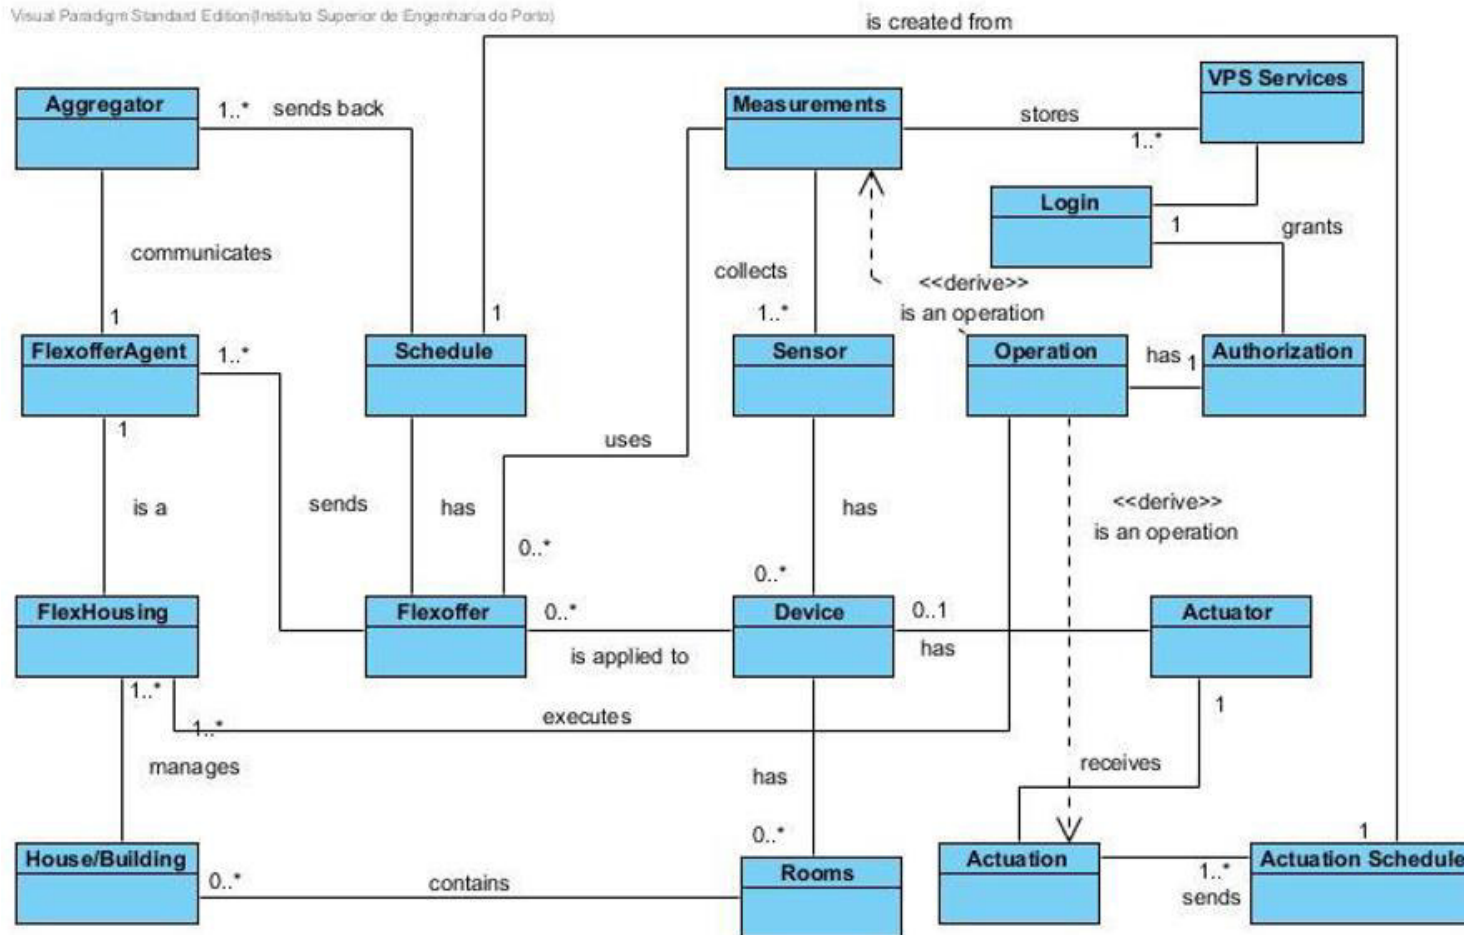 Visual Paradigm Standard Edition(Instituto Superior de Engenharia do Porto)
is created from
Aggregator
1..*
sends back
Measurements
stores
1..*
VPS Services
Login
1
grants
communicates
collects
<<derive>>
is an operation
1
1
1..*
FlexofferAgent
1..*
Schedule
Sensor
Operation
has
1
Authorization
1
uses
is a
sends
has
has
<<derive>>
is an operation
0..*
0..*
FlexHousing
Flexoffer
0..*
Device
0..1
Actuator
is applied to
has
1..*
1..*
executes
1
manages
has
receives
0..*
1
House/Building
0..*
contains
Rooms
Actuation
1..*
sends
Actuation Schedule